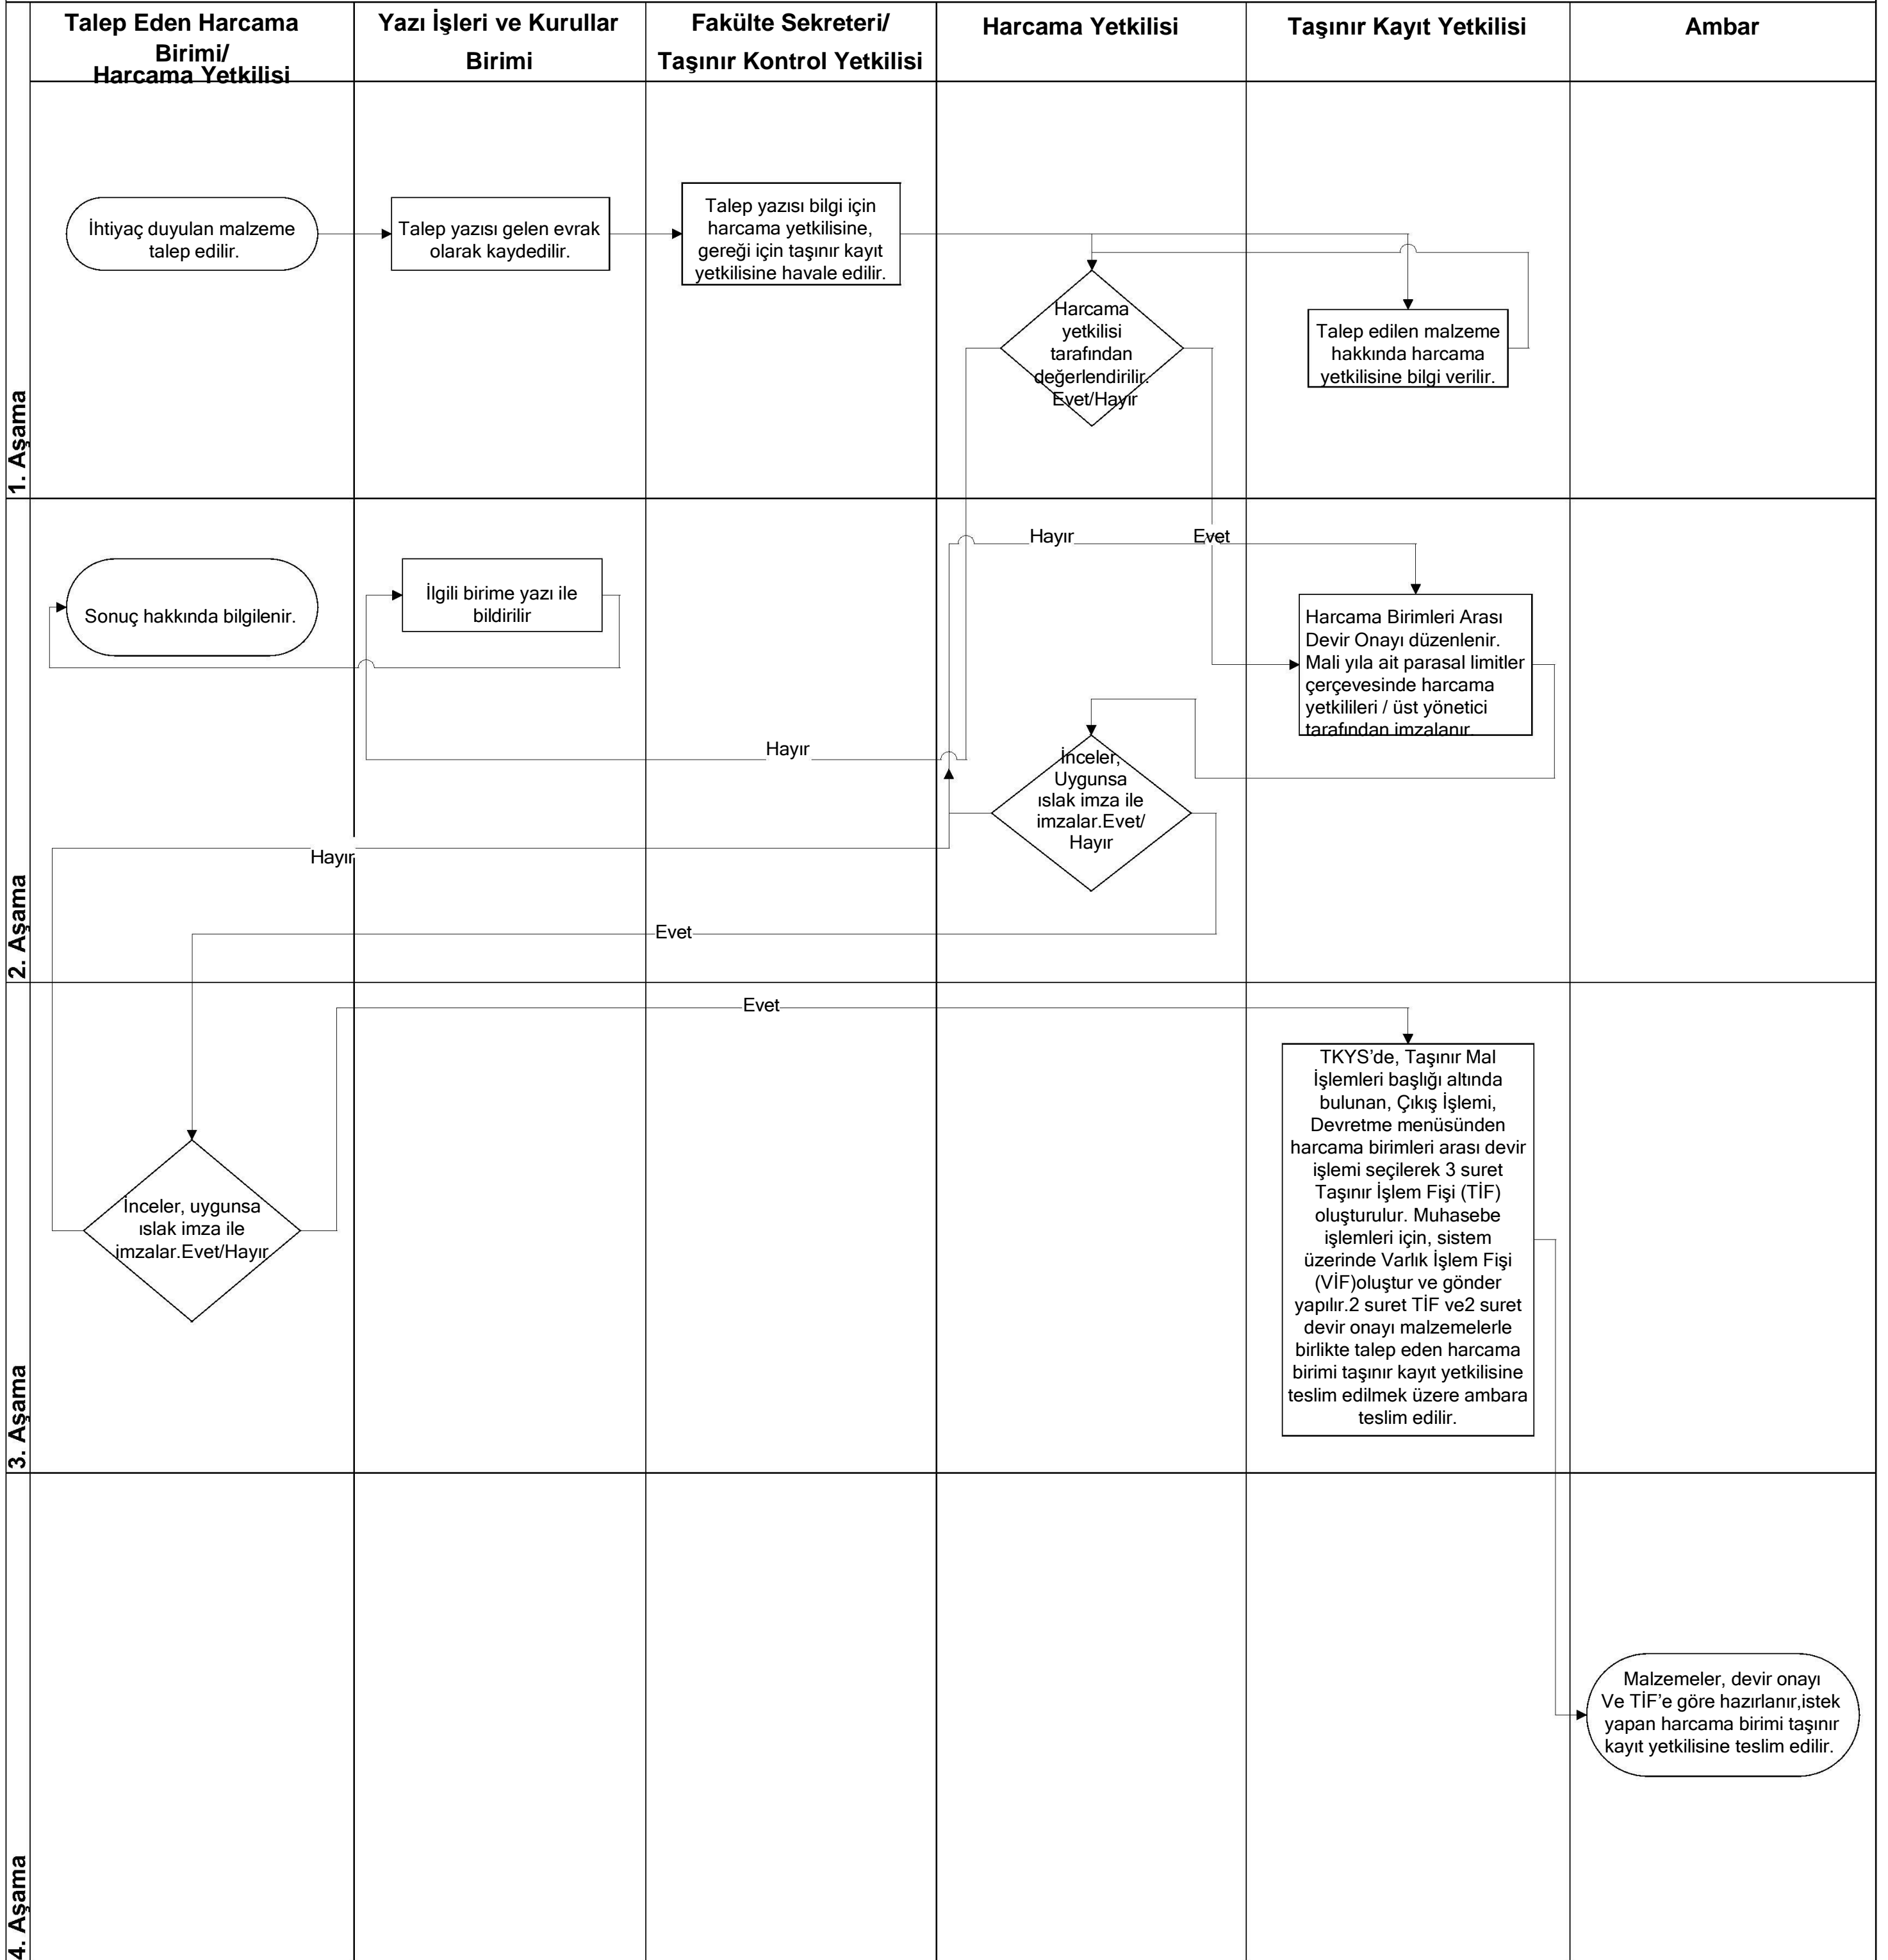 Talep Eden Harcama
Birimi/
Harcama Yetkilisi
Yazı İşleri ve Kurullar
Birimi
Fakülte Sekreteri/
Taşınır Kontrol Yetkilisi
Harcama Yetkilisi
Taşınır Kayıt Yetkilisi
Ambar
1. Aşama
İhtiyaç duyulan malzeme
talep edilir.
Talep yazısı gelen evrak
olarak kaydedilir.
Talep yazısı bilgi için
harcama yetkilisine,
gereği için taşınır kayıt
yetkilisine havale edilir.
Harcama
yetkilisi
tarafından
değerlendirilir.
Evet/Hayır
Talep edilen malzeme
hakkında harcama
yetkilisine bilgi verilir.
2. Aşama
Hayır
Evet
Sonuç hakkında bilgilenir.
İlgili birime yazı ile
bildirilir
Harcama Birimleri Arası
Devir Onayı düzenlenir.
Mali yıla ait parasal limitler
çerçevesinde harcama
yetkilileri / üst yönetici
tarafından imzalanır.
Hayır
İnceler,
Uygunsa
ıslak imza ile
imzalar.Evet/
Hayır
Hayır
Evet
3. Aşama
Evet
İnceler, uygunsa
ıslak imza ile
imzalar.Evet/Hayır
TKYS’de, Taşınır Mal
İşlemleri başlığı altında
bulunan, Çıkış İşlemi,
Devretme menüsünden
harcama birimleri arası devir
işlemi seçilerek 3 suret
Taşınır İşlem Fişi (TİF)
oluşturulur. Muhasebe
işlemleri için, sistem
üzerinde Varlık İşlem Fişi
(VİF)oluştur ve gönder
yapılır.2 suret TİF ve2 suret
devir onayı malzemelerle
birlikte talep eden harcama
birimi taşınır kayıt yetkilisine
teslim edilmek üzere ambara
teslim edilir.
4. Aşama
Malzemeler, devir onayı
Ve TİF’e göre hazırlanır,istek
yapan harcama birimi taşınır
kayıt yetkilisine teslim edilir.